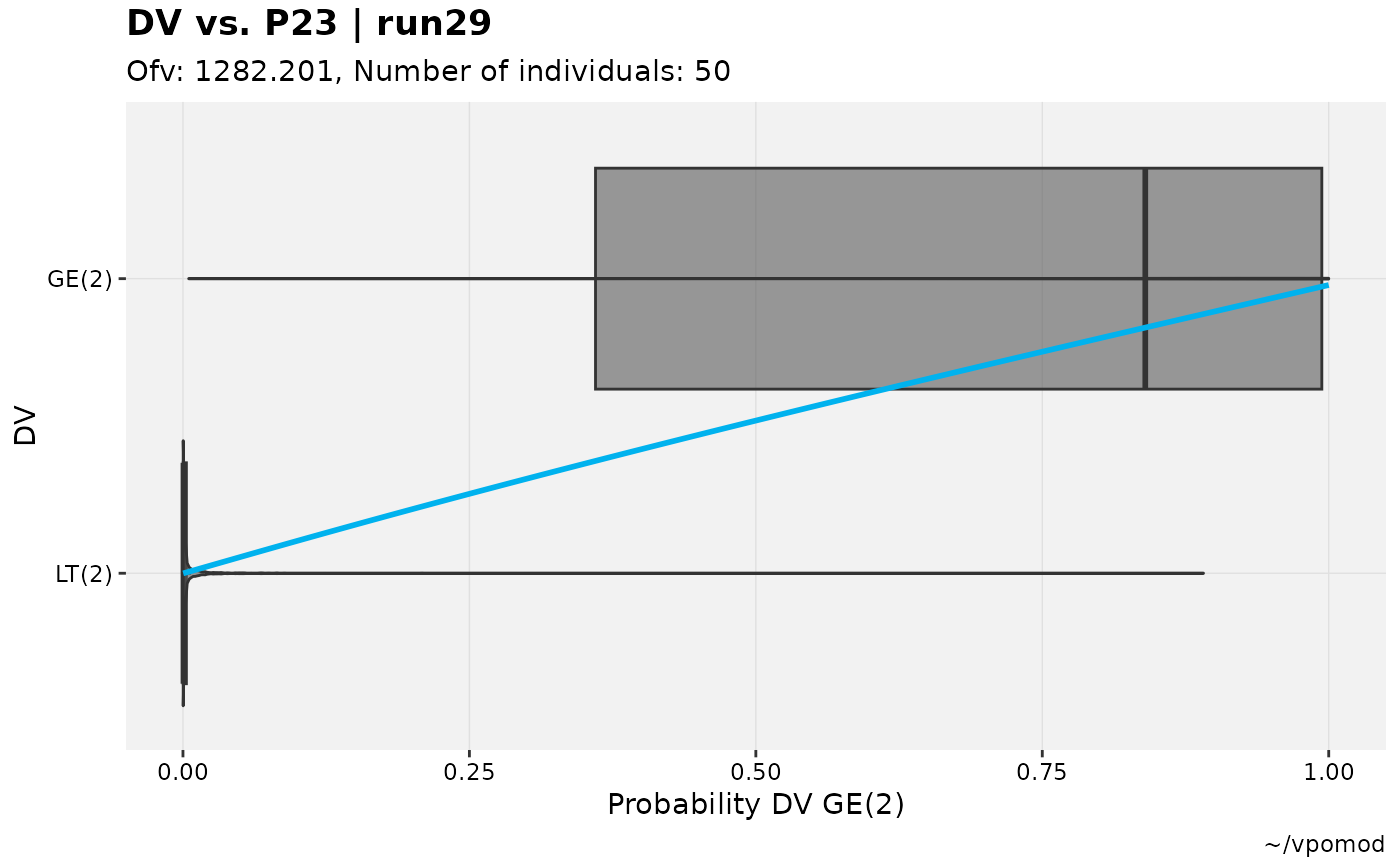 DV vs. P23 | run29
Ofv: 1282.201, Number of individuals: 50
GE(2)
DV
LT(2)
0.00 0.25 0.50 0.75 1.00
Probability DV GE(2)
~/vpomod